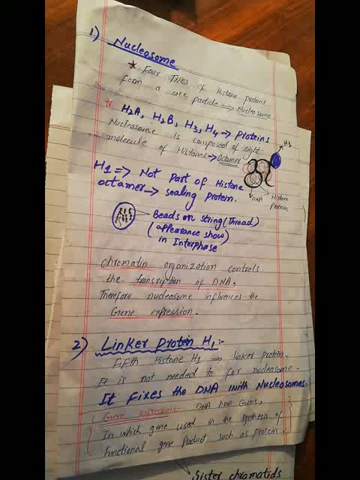 1) Nucleosome
* Four Types of Histone proteins
form a core particle => Nucleosome
H2A, H2B, H3, H4 → Proteins
Nucleosome is composed of eight
molecule of Histones → Octamer
H1
H1 => Not Part of Histone
octamer → sealing protein.
DNA
Histone
Protein
Beads on string (Thread)
(appearance show)
in Interphase
chromatin organization controls
the transcription of DNA,
Therefore nucleosome influences the
Gene expression.
2) Linker Protein H1:
Fifth Histone H1 => linker protein.
It is not needed to for nucleosome.
It Fixes the DNA with Nucleosomes
Gene expression:- DNA has Genes,
In which gene used in the synthesis of
functional gene product such as protein.
Sister chromatids